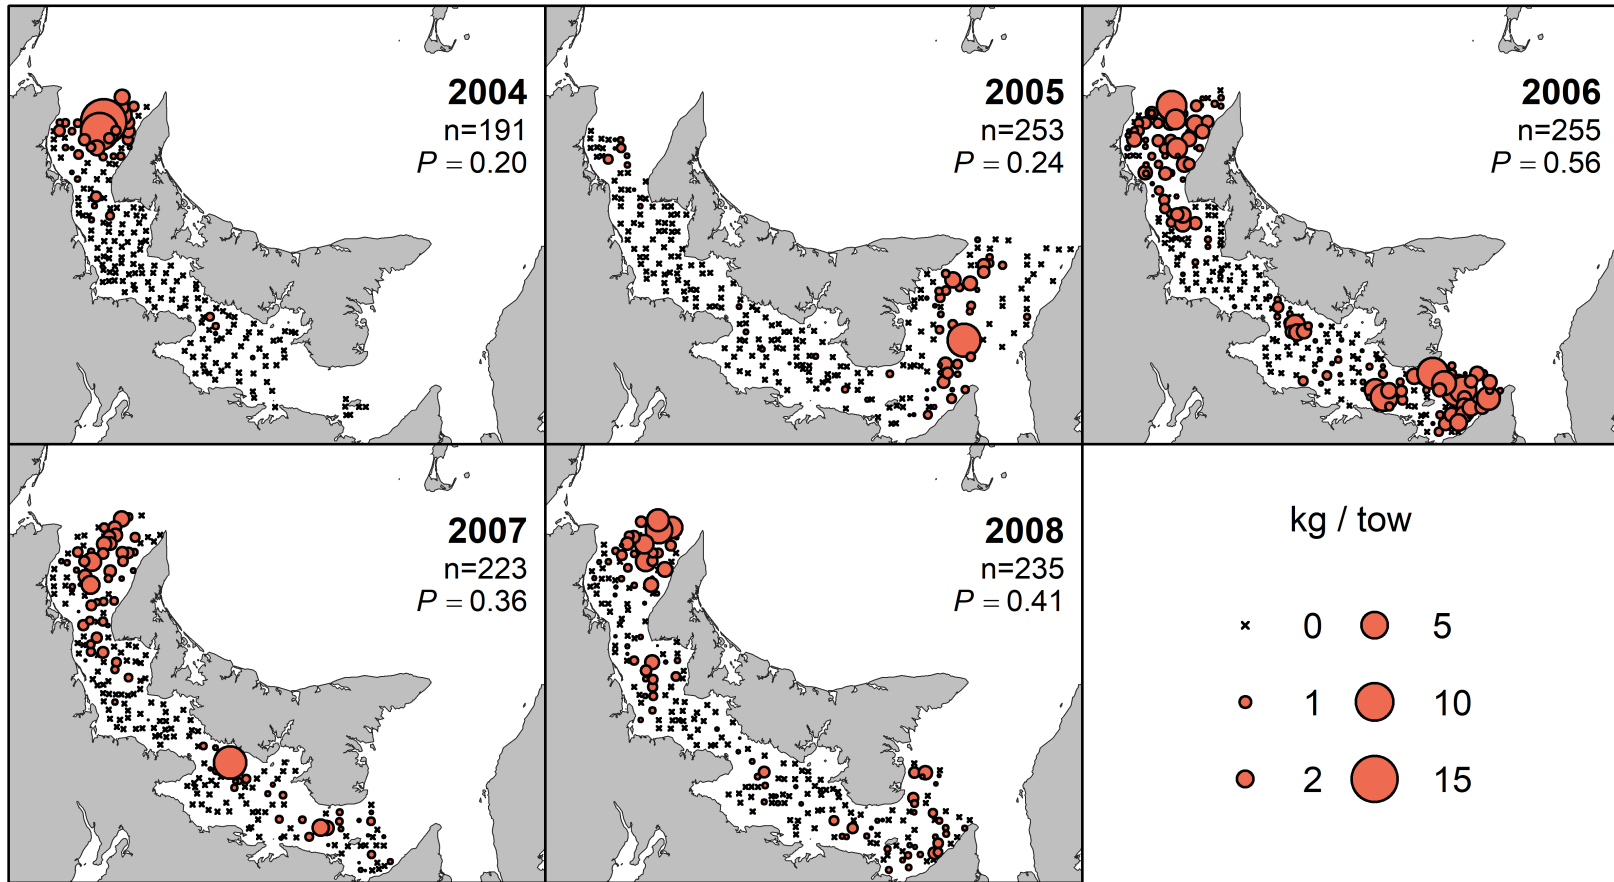 2004
n=191
P = 0.20
2005
n=253
P = 0.24
2006
n=255
P = 0.56
2007
n=223
P = 0.36
2008
n=235
P = 0.41
kg / tow
0 5
1 10
2 15